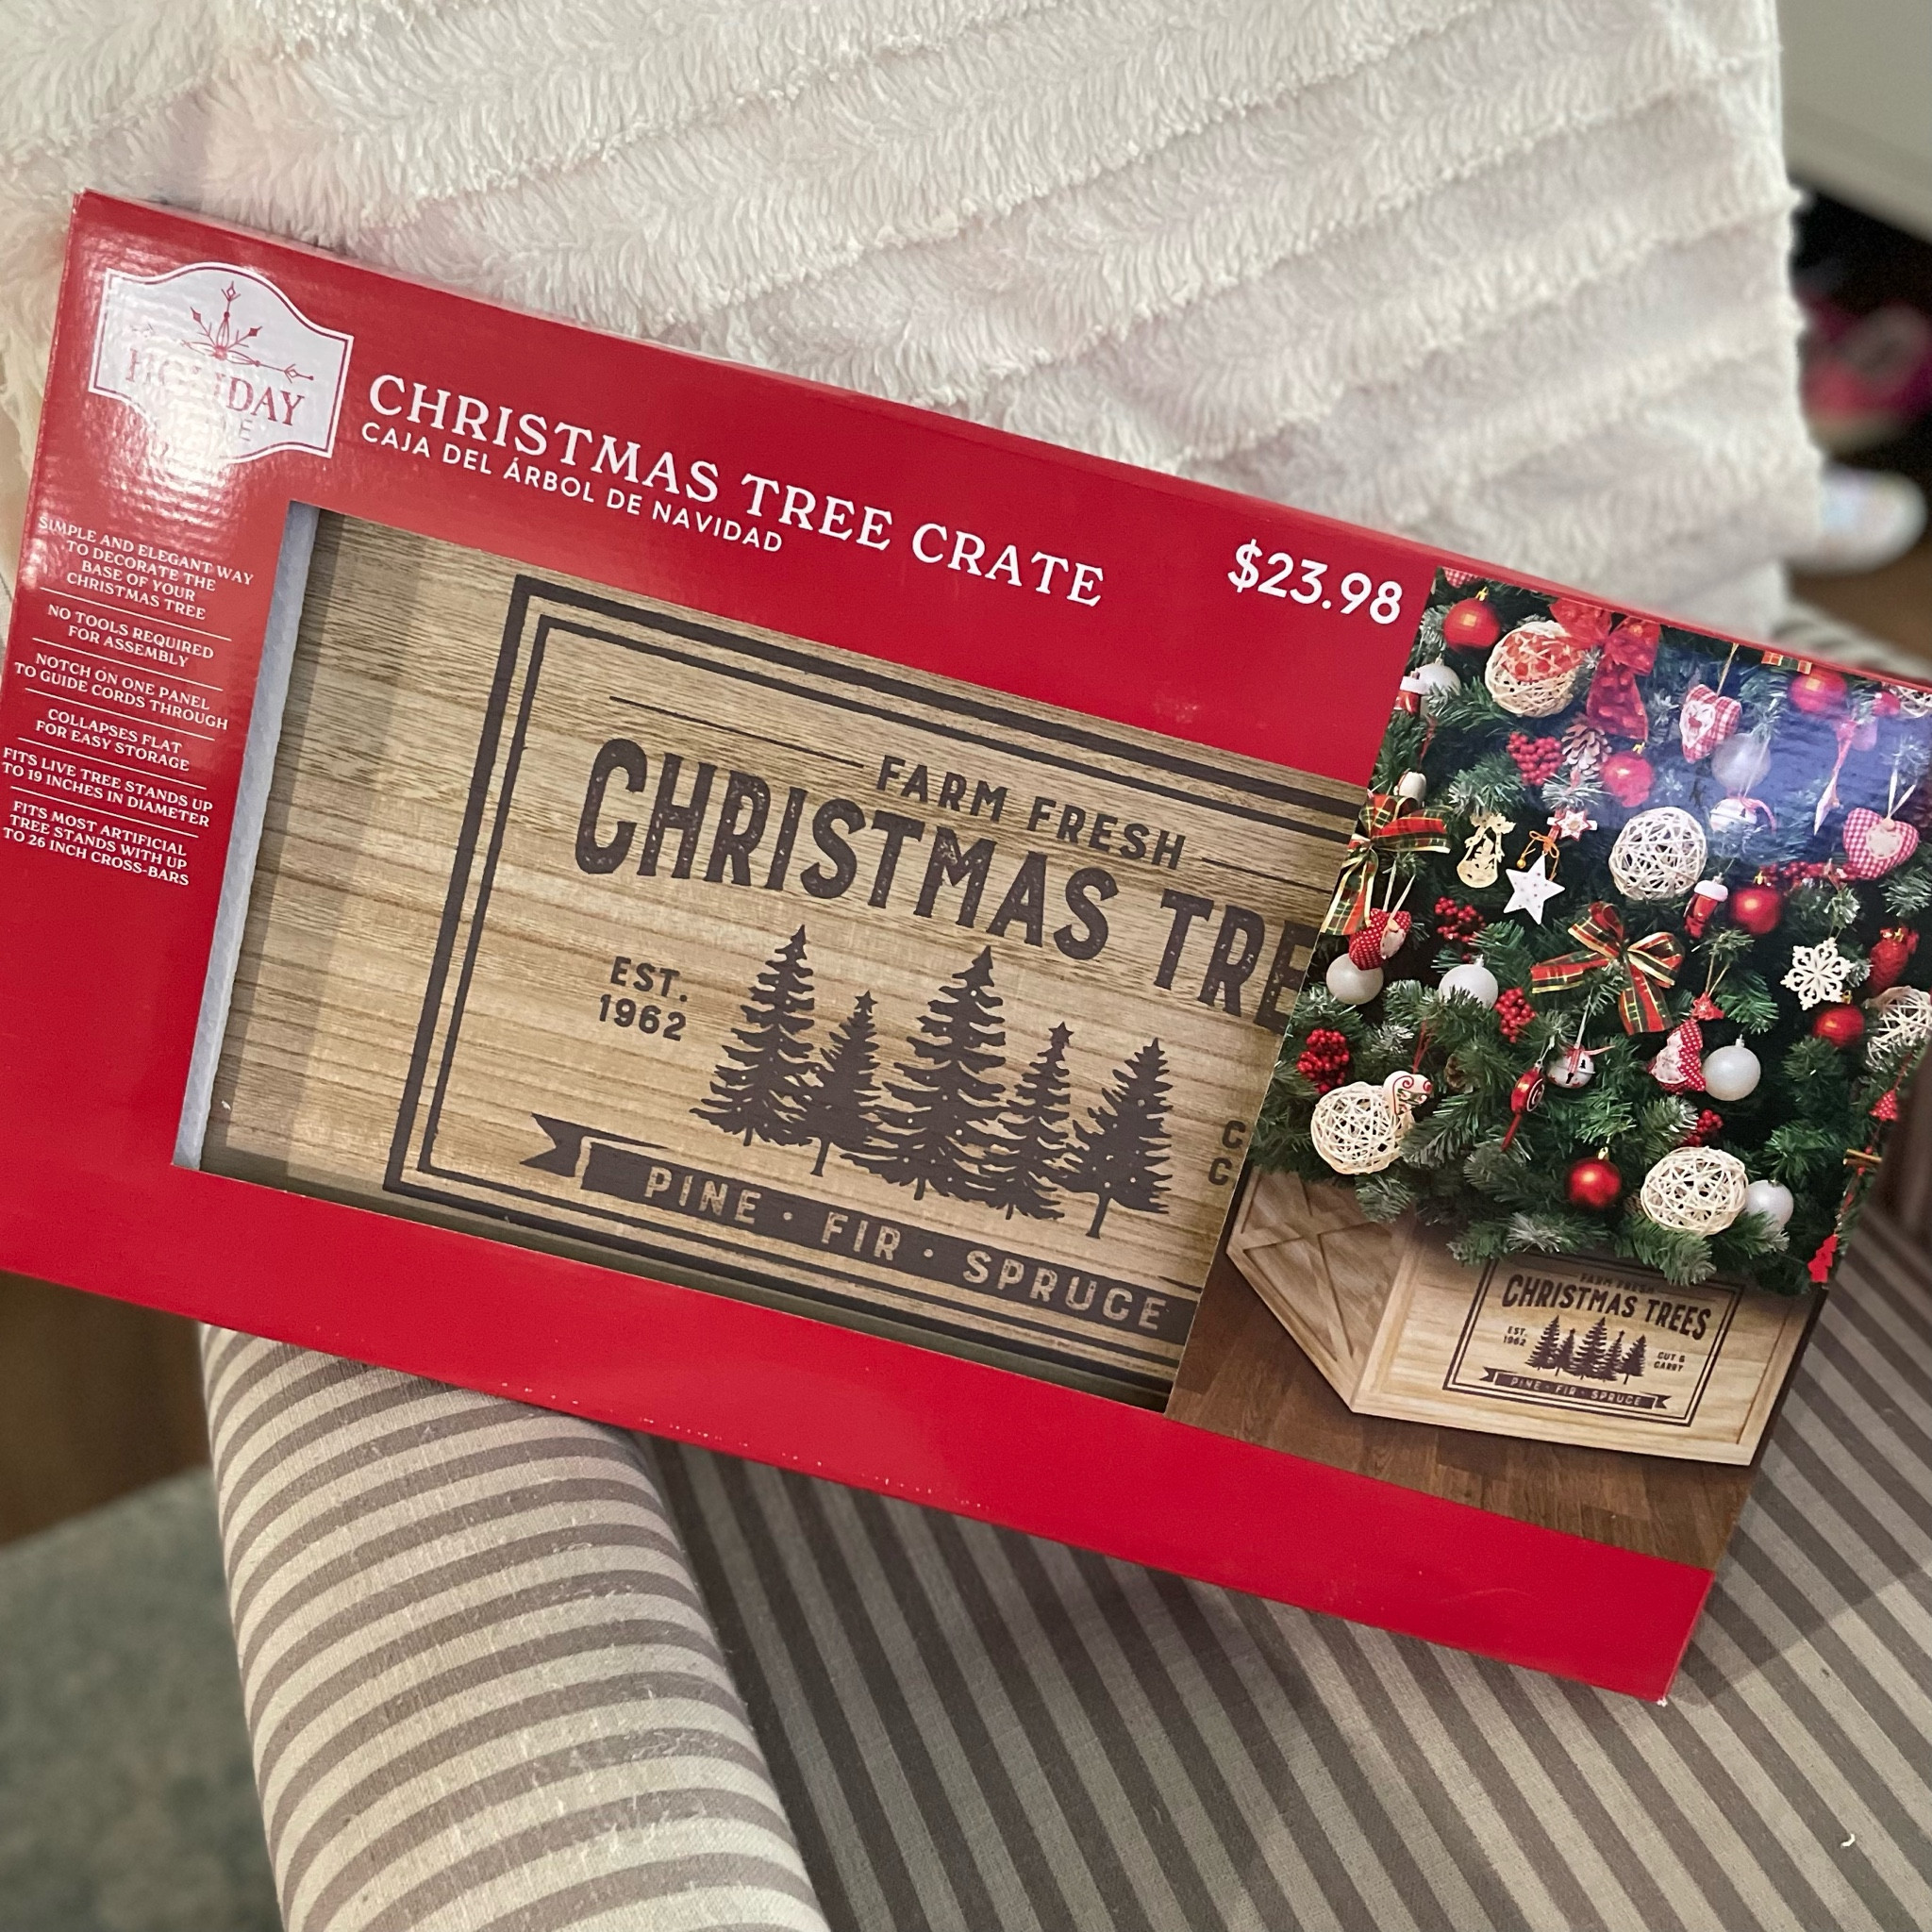 HOLIDAY
CHRISTMAS TREE CRATE
CAJA DEL ÁRBOL DE NAVIDAD
$23.98
SIMPLE AND ELEGANT WAY
TO DECORATE THE
BASE OF YOUR
CHRISTMAS TREE
NO TOOLS REQUIRED
FOR ASSEMBLY
NOTCH ON ONE PANEL
TO GUIDE CORDS THROUGH
COLLAPSES FLAT
FOR EASY STORAGE
FITS LIVE TREE STANDS UP
TO 19 INCHES IN DIAMETER
FITS MOST ARTIFICIAL
TREE STANDS WITH UP
TO 26 INCH CROSS-BARS
FARM FRESH
CHRISTMAS TREE
EST.
1962
C
C
PINE · FIR · SPRUCE
FARM FRESH
CHRISTMAS TREES
EST.
1962
CUT &
CARRY
PINE · FIR · SPRUCE